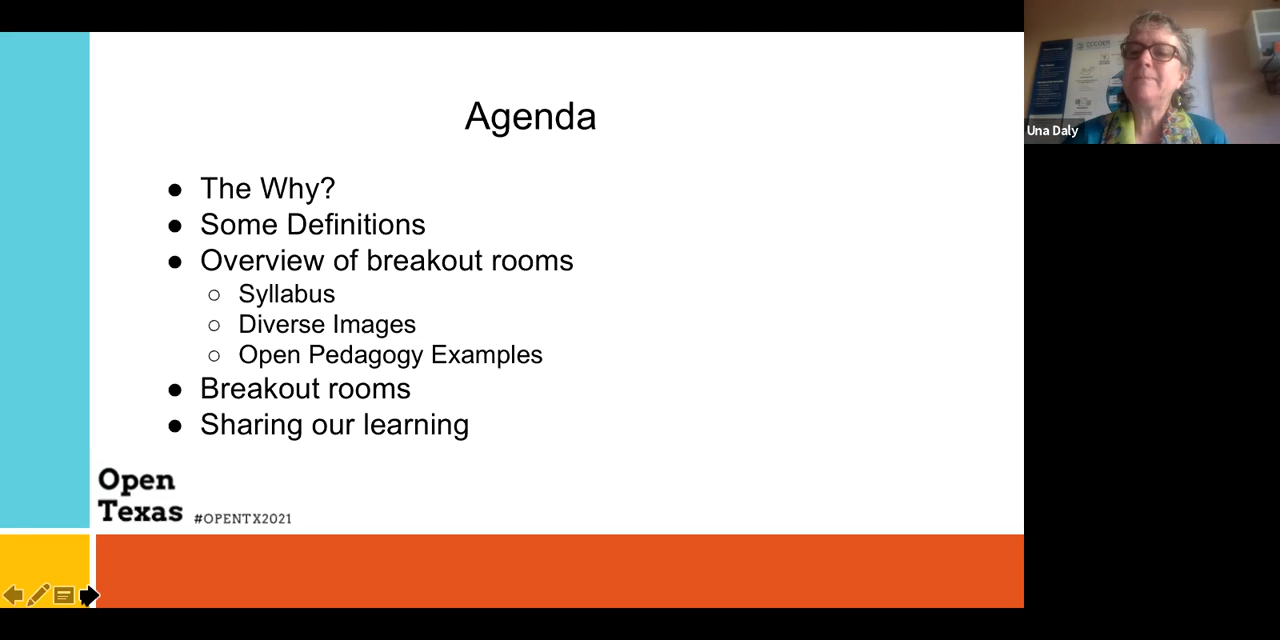 Agenda
● The Why?
● Some Definitions
● Overview of breakout rooms
○ Syllabus
○ Diverse Images
○ Open Pedagogy Examples
● Breakout rooms
● Sharing our learning
Open
Texas #OPENTX2021
Una Daly